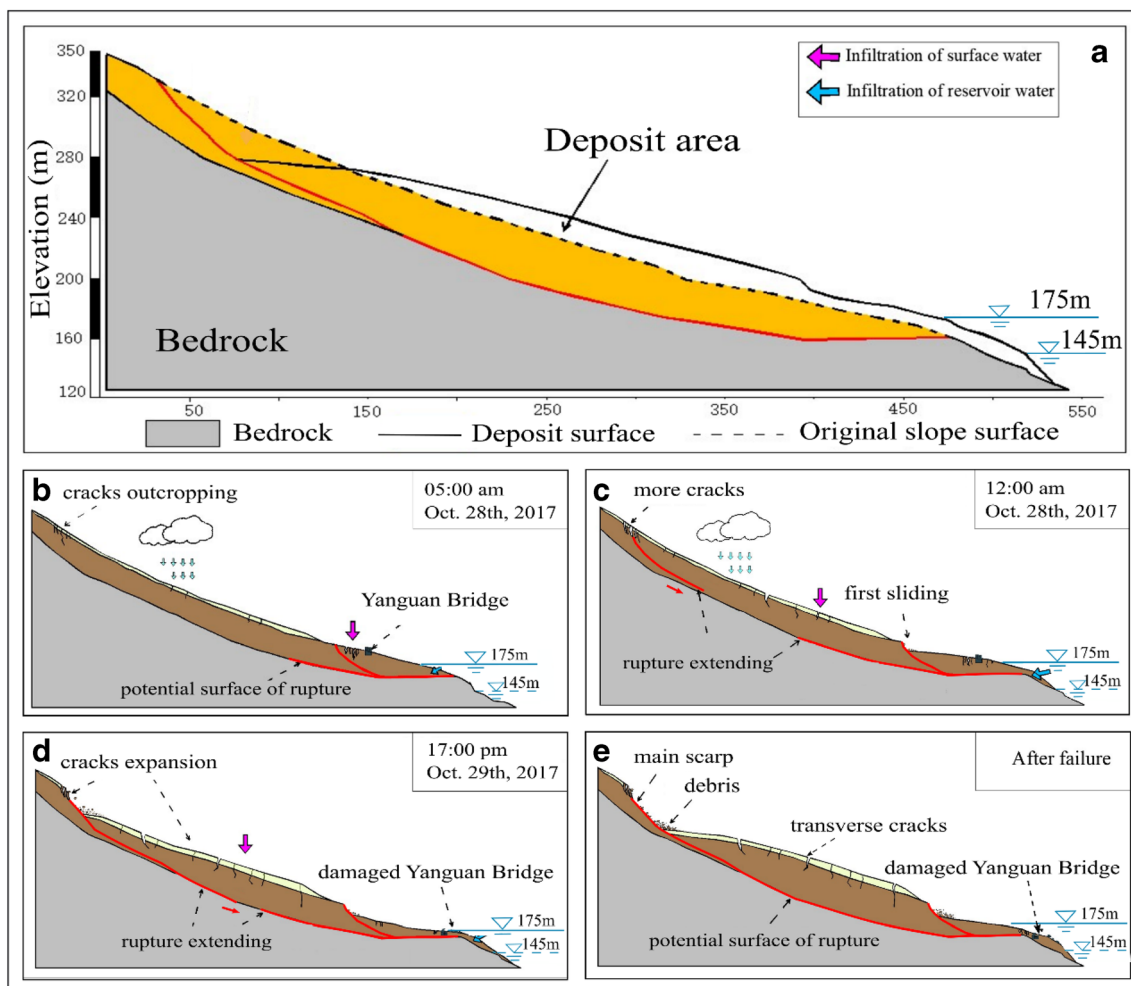 a
Infiltration of surface water
Infiltration of reservoir water
Elevation (m)
350
320
280
240
200
160
120
Deposit area
175m
145m
Bedrock
50
150
250
350
450
550
Bedrock
Deposit surface
Original slope surface
b
cracks outcropping
05:00 am
Oct. 28th, 2017
Yanguan Bridge
175m
145m
potential surface of rupture
c
more cracks
12:00 am
Oct. 28th, 2017
first sliding
175m
145m
rupture extending
d
cracks expansion
17:00 pm
Oct. 29th, 2017
damaged Yanguan Bridge
175m
145m
rupture extending
e
main scarp
debris
After failure
transverse cracks
damaged Yanguan Bridge
175m
145m
potential surface of rupture